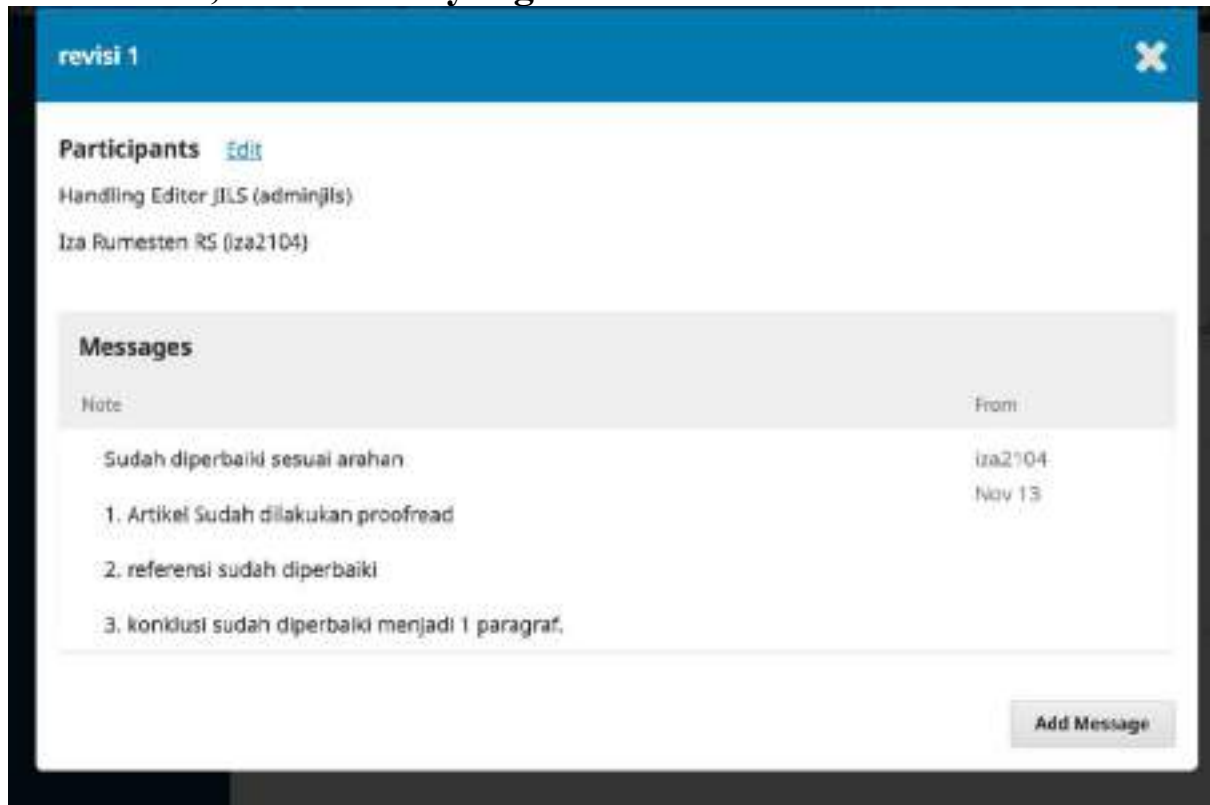 revisi 1
Participants Edit
Handling Editor JILS (adminjils)
Iza Rumesten RS (iza2104)
Messages
Note From
Sudah diperbaiki sesuai arahan iza2104
Nov 13
1. Artikel Sudah dilakukan proofread
2. referensi sudah diperbaiki
3. konklusi sudah diperbaiki menjadi 1 paragraf.
Add Message